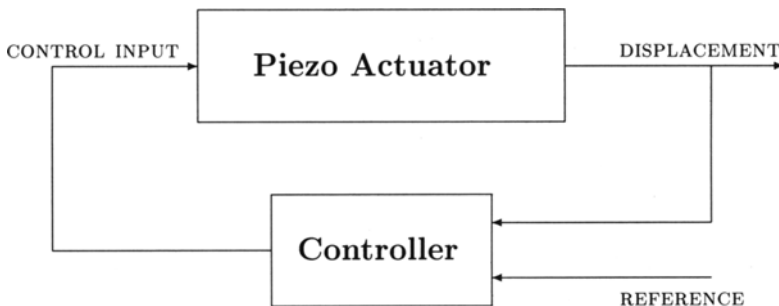 CONTROL INPUT
Piezo Actuator
DISPLACEMENT
Controller
REFERENCE